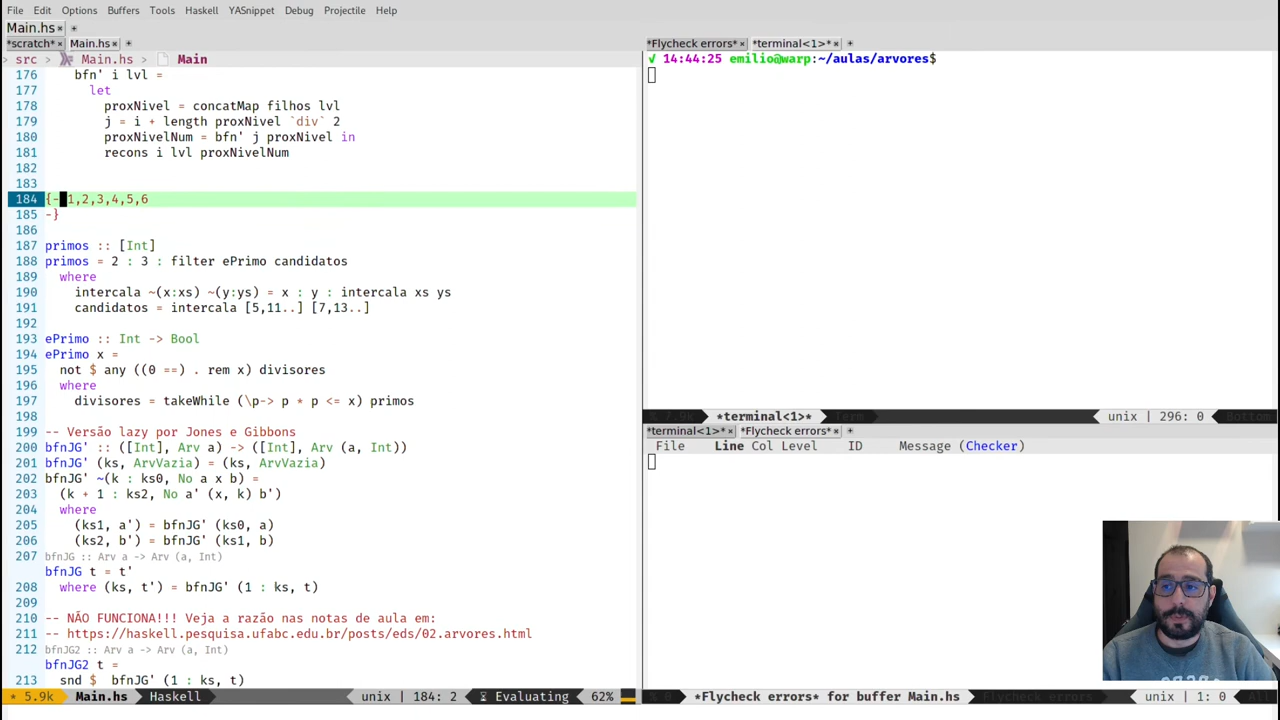 File Edit Options Buffers Tools Haskell YASnippet Debug Projectile Help
Main.hs × +
*scratch* × Main.hs × +
> src > Main.hs > Main
176 bfn' i lvl =
177 let
178 proxNivel = concatMap filhos lvl
179 j = i + length proxNivel `div` 2
180 proxNivelNum = bfn' j proxNivel in
181 recons i lvl proxNivelNum
182
183
184 {- 1,2,3,4,5,6
185 -}
186
187 primos :: [Int]
188 primos = 2 : 3 : filter ePrimo candidatos
189 where
190 intercala ~(x:xs) ~(y:ys) = x : y : intercala xs ys
191 candidatos = intercala [5,11..] [7,13..]
192
193 ePrimo :: Int -> Bool
194 ePrimo x =
195 not $ any ((0 ==) . rem x) divisores
196 where
197 divisores = takeWhile (\p-> p * p <= x) primos
198
199 -- Versão lazy por Jones e Gibbons
200 bfnJG' :: ([Int], Arv a) -> ([Int], Arv (a, Int))
201 bfnJG' (ks, ArvVazia) = (ks, ArvVazia)
202 bfnJG' ~(k : ks0, No a x b) =
203 (k + 1 : ks2, No a' (x, k) b')
204 where
205 (ks1, a') = bfnJG' (ks0, a)
206 (ks2, b') = bfnJG' (ks1, b)
207 bfnJG :: Arv a -> Arv (a, Int)
bfnJG t = t'
208 where (ks, t') = bfnJG' (1 : ks, t)
209
210 -- NÃO FUNCIONA!!! Veja a razão nas notas de aula em:
211 -- https://haskell.pesquisa.ufabc.edu.br/posts/eds/02.arvores.html
212 bfnJG2 :: Arv a -> Arv (a, Int)
bfnJG2 t =
213 snd $ bfnJG' (1 : ks, t)
* 5.9k Main.hs Haskell unix | 184: 2 Evaluating 62%
*Flycheck errors* × *terminal<1>* × +
√ 14:44:25 emilio@warp:~/aulas/arvores$
% 7.9k *terminal<1>* Term unix | 296: 0 Bottom
*terminal<1>* × *Flycheck errors* × +
File Line Col Level ID Message (Checker)
% 0 *Flycheck errors* for buffer Main.hs Flycheck errors unix | 1: 0 All